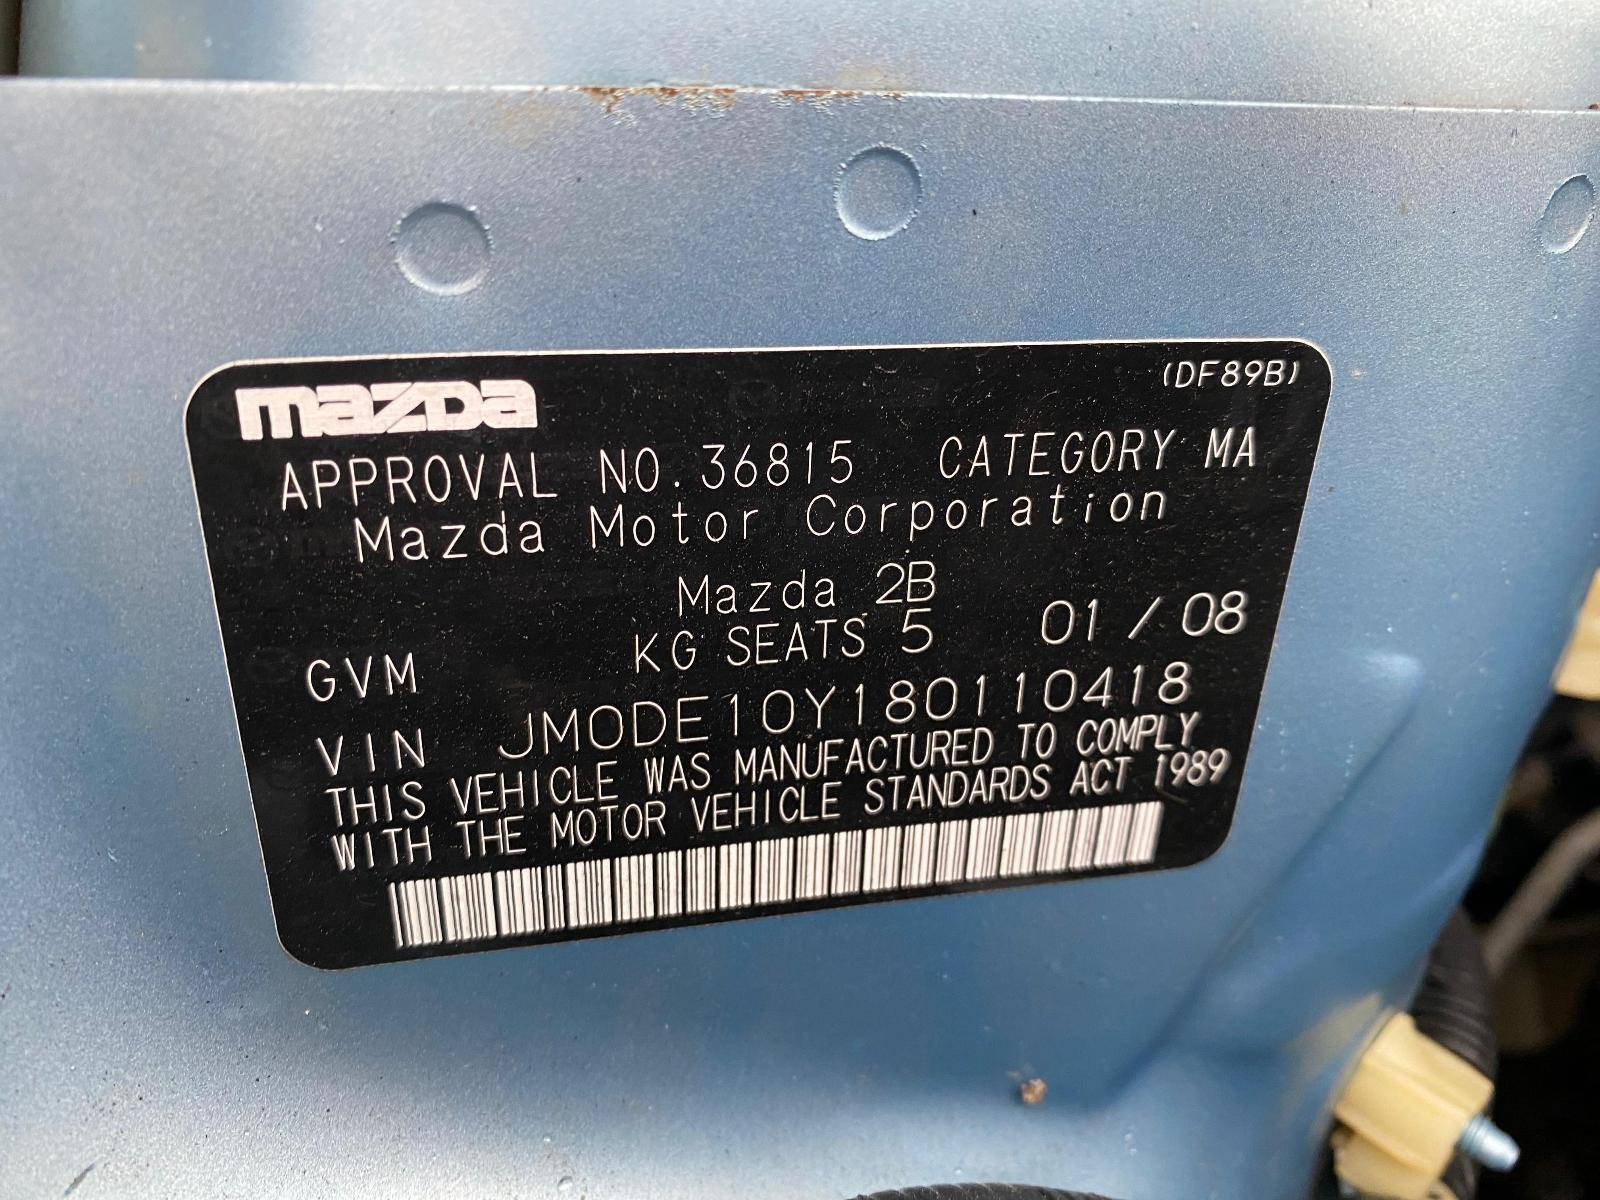 mazda
(DF89B)
APPROVAL NO. 36815 CATEGORY MA
Mazda Motor Corporation
Mazda 2B
GVM KG SEATS 5 01 / 08
VIN JM0DE10Y180110418
THIS VEHICLE WAS MANUFACTURED TO COMPLY
WITH THE MOTOR VEHICLE STANDARDS ACT 1989